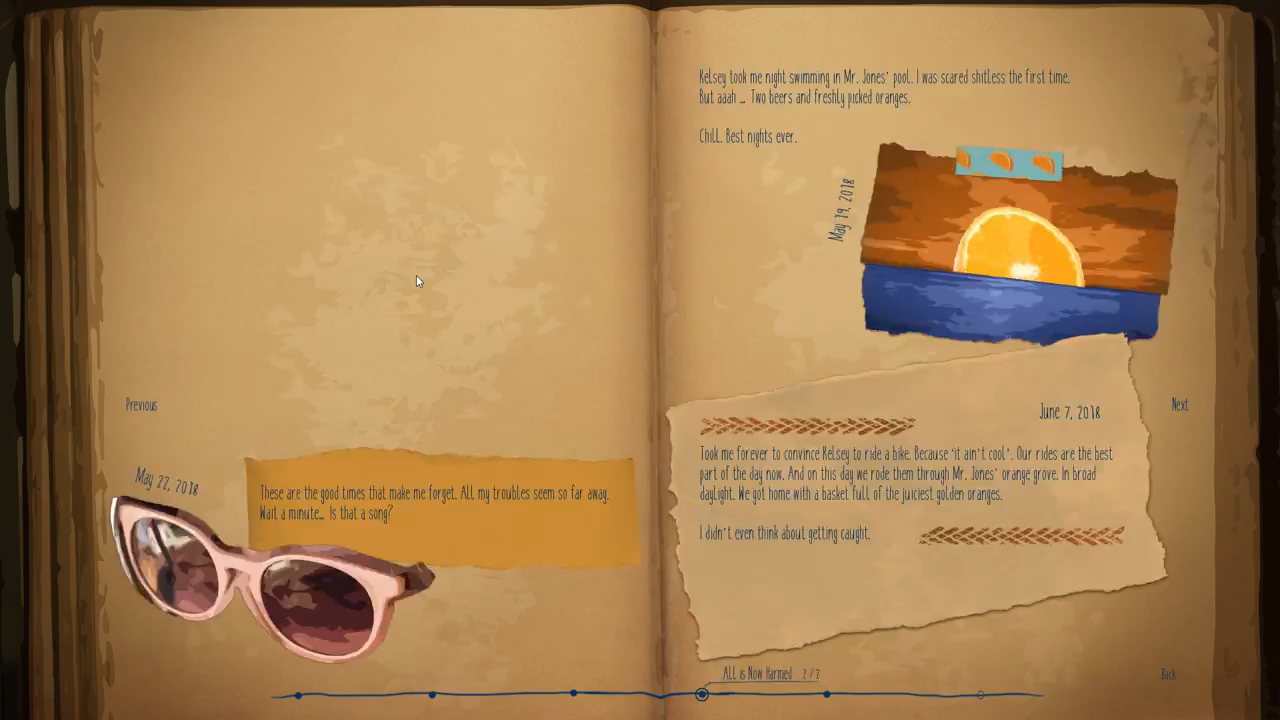 Previous
May 22, 2018
These are the good times that make me forget. All my troubles seem so far away.
Wait a minute... Is that a song?
Kelsey took me night swimming in Mr. Jones' pool. I was scared shitless the first time.
But aaah ... Two beers and freshly picked oranges.
Chill. Best nights ever.
May 19, 2018
June 7, 2018
Next
Took me forever to convince Kelsey to ride a bike. Because 'it ain't cool'. Our rides are the best
part of the day now. And on this day we rode them through Mr. Jones' orange grove. In broad
daylight. We got home with a basket full of the juiciest golden oranges.
I didn't even think about getting caught.
ALL is Now Harmed 2 / 2
Back